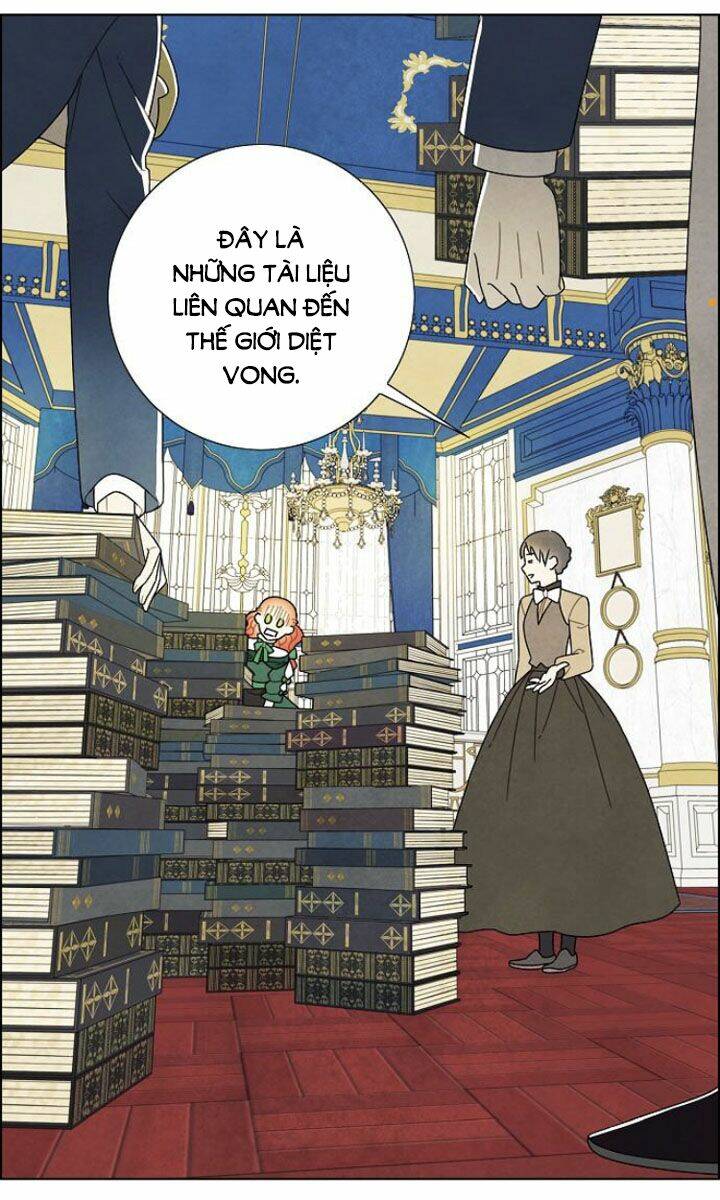 ĐÂY LÀ
NHỮNG TÀI LIỆU
LIÊN QUAN ĐẾN
THẾ GIỚI DIỆT
VONG.